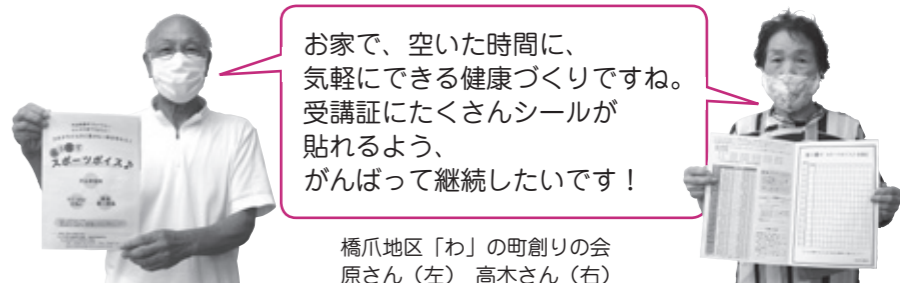 お家で、空いた時間に、
気軽にできる健康づくりですね。
受講証にたくさんシールが
貼れるよう、
がんばって継続したいです！
スポーツボイス♪
橋爪地区「わ」の町創りの会
原さん（左）　高木さん（右）